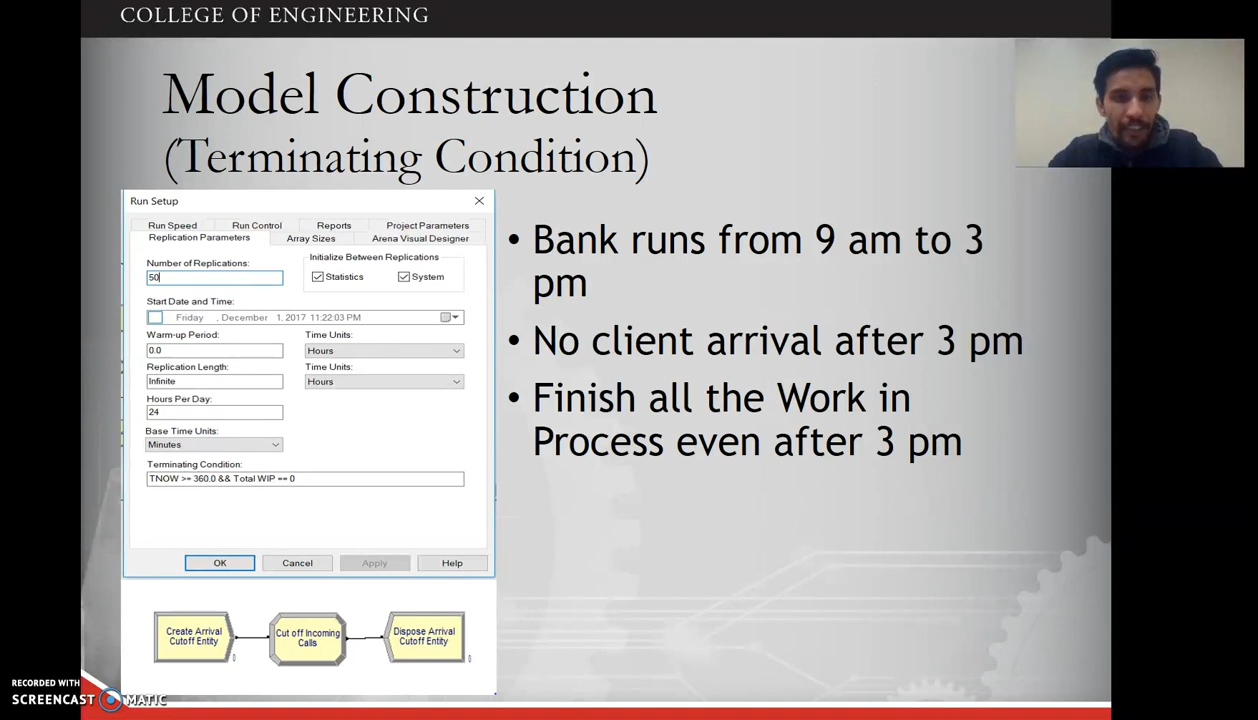 COLLEGE OF ENGINEERING
Model Construction
(Terminating Condition)
Run Setup
Run Speed Run Control Reports Project Parameters
Replication Parameters Array Sizes Arena Visual Designer
Number of Replications:
50
Initialize Between Replications
Statistics System
Start Date and Time:
Friday , December 1, 2017 11:22:03 PM
Warm-up Period: Time Units:
0.0 Hours
Replication Length: Time Units:
Infinite Hours
Hours Per Day:
24
Base Time Units:
Minutes
Terminating Condition:
TNOW >= 360.0 && Total WIP == 0
OK Cancel Apply Help
• Bank runs from 9 am to 3
pm
• No client arrival after 3 pm
• Finish all the Work in
Process even after 3 pm
Create Arrival
Cutoff Entity
0
Cut off Incoming
Calls
Dispose Arrival
Cutoff Entity
0
RECORDED WITH
SCREENCAST MATIC